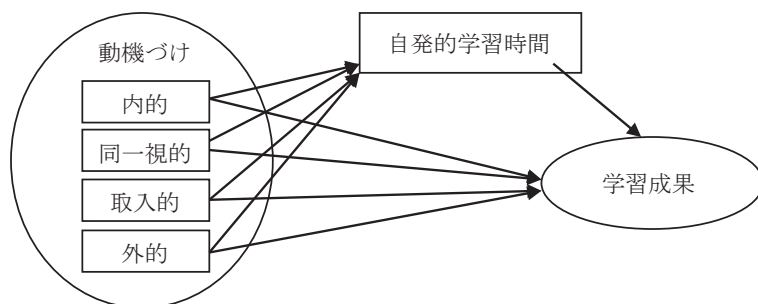 動機づけ
内的
同一視的
取入的
外的
自発的学習時間
学習成果